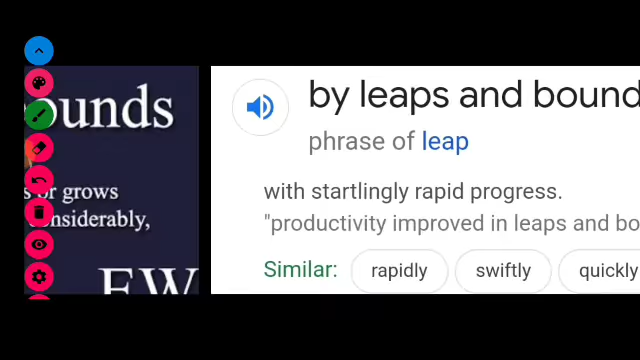 ounds
s or grows
nsiderably,
EW
by leaps and bound
phrase of leap
with startlingly rapid progress.
"productivity improved in leaps and bo
Similar: rapidly swiftly quickly